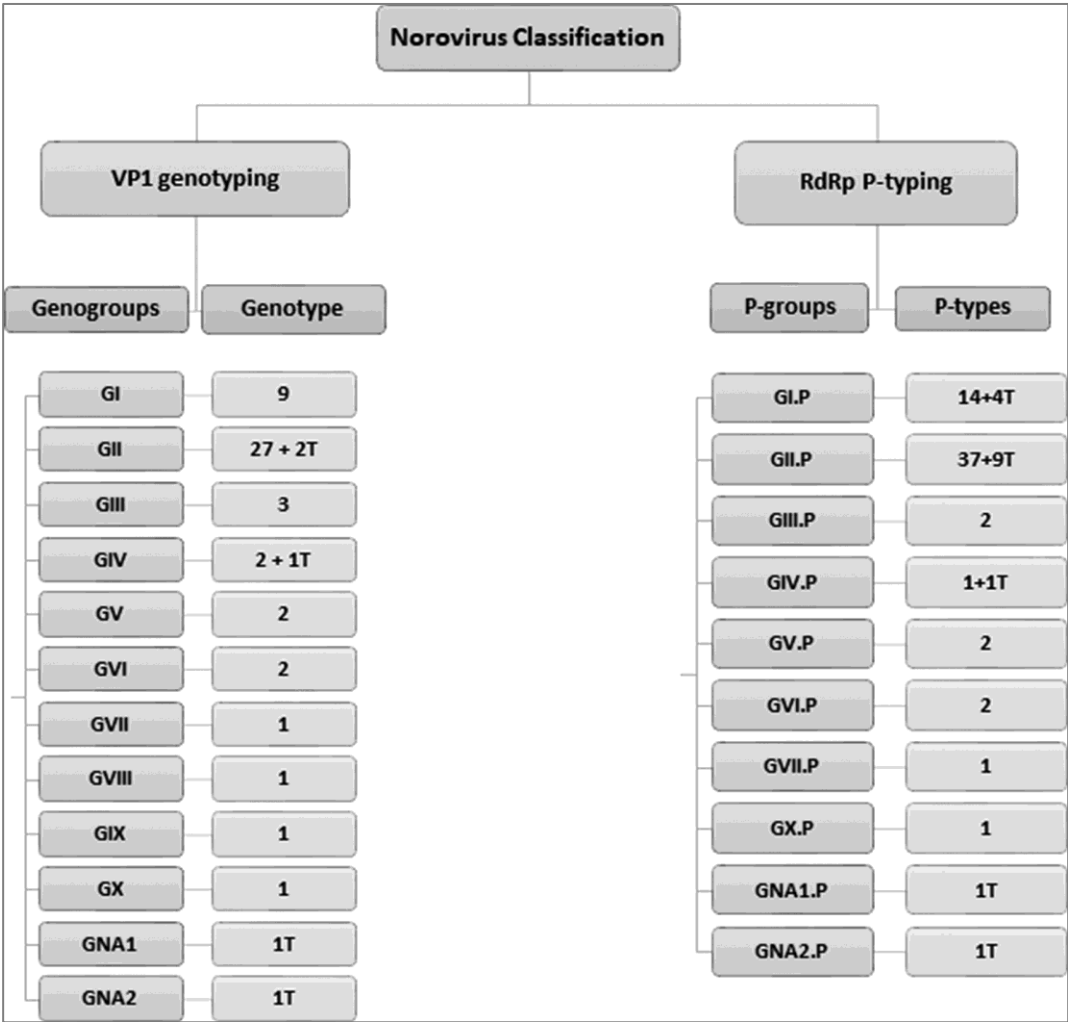 Norovirus Classification
VP1 genotyping
RdRp P-typing
Genogroups
Genotype
P-groups
P-types
GI
9
GII
27 + 2T
GIII
3
GIV
2 + 1T
GV
2
GVI
2
GVII
1
GVIII
1
GIX
1
GX
1
GNA1
1T
GNA2
1T
GI.P
14+4T
GII.P
37+9T
GIII.P
2
GIV.P
1+1T
GV.P
2
GVI.P
2
GVII.P
1
GX.P
1
GNA1.P
1T
GNA2.P
1T